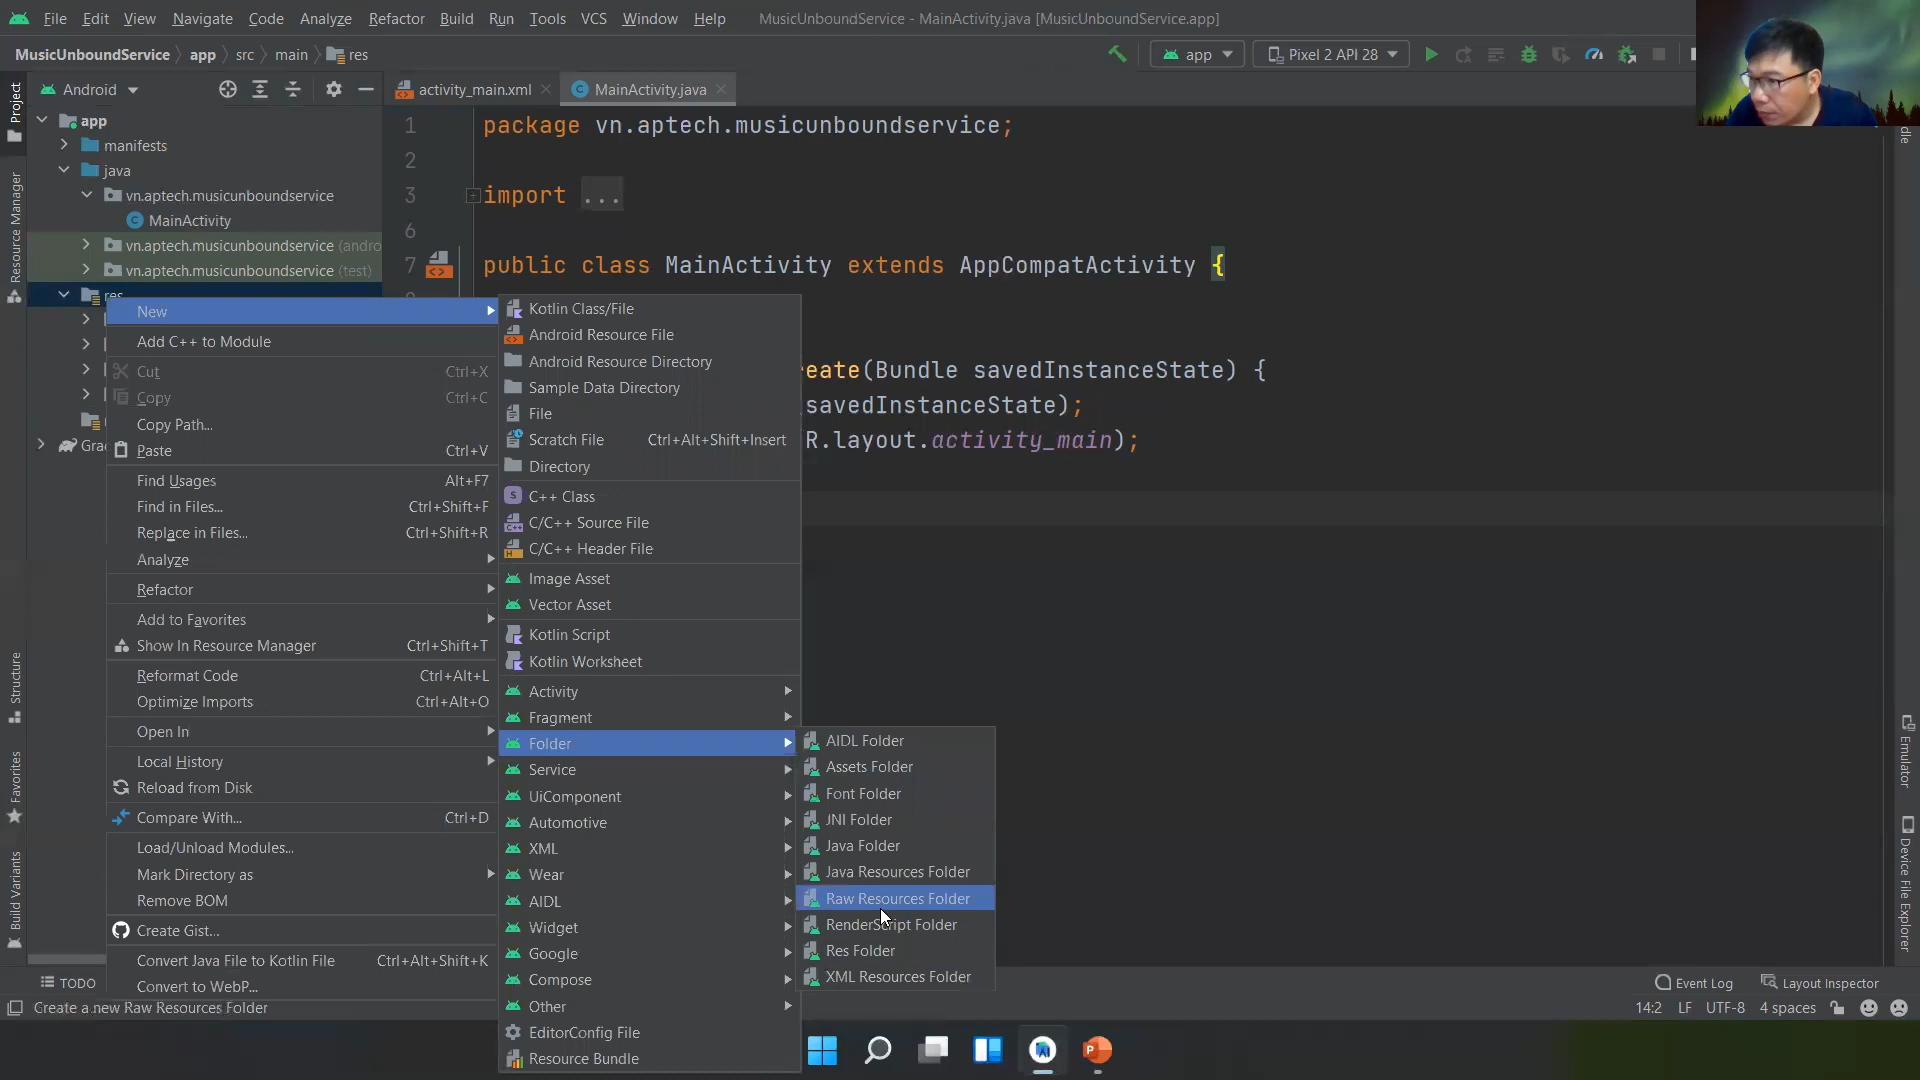 File Edit View Navigate Code Analyze Refactor Build Run Tools VCS Window Help MusicUnboundService - MainActivity.java [MusicUnboundService.app]
MusicUnboundService app src main res app Pixel 2 API 28
Android activity_main.xml MainActivity.java
Project
Resource Manager
Structure
Favorites
Build Variants
app
manifests
java
vn.aptech.musicunboundservice
MainActivity
vn.aptech.musicunboundservice (andro
vn.aptech.musicunboundservice (test)
res
1 package vn.aptech.musicunboundservice;
2
3 import ...
6
7 public class MainActivity extends AppCompatActivity {
eate(Bundle savedInstanceState) {
savedInstanceState);
R.layout.activity_main);
New
Add C++ to Module
Cut Ctrl+X
Copy Ctrl+C
Copy Path...
Paste Ctrl+V
Find Usages Alt+F7
Find in Files... Ctrl+Shift+F
Replace in Files... Ctrl+Shift+R
Analyze
Refactor
Add to Favorites
Show In Resource Manager Ctrl+Shift+T
Reformat Code Ctrl+Alt+L
Optimize Imports Ctrl+Alt+O
Open In
Local History
Reload from Disk
Compare With... Ctrl+D
Load/Unload Modules...
Mark Directory as
Remove BOM
Create Gist...
Convert Java File to Kotlin File Ctrl+Alt+Shift+K
Convert to WebP...
Kotlin Class/File
Android Resource File
Android Resource Directory
Sample Data Directory
File
Scratch File Ctrl+Alt+Shift+Insert
Directory
C++ Class
C/C++ Source File
C/C++ Header File
Image Asset
Vector Asset
Kotlin Script
Kotlin Worksheet
Activity
Fragment
Folder
Service
UiComponent
Automotive
XML
Wear
AIDL
Widget
Google
Compose
Other
EditorConfig File
Resource Bundle
AIDL Folder
Assets Folder
Font Folder
JNI Folder
Java Folder
Java Resources Folder
Raw Resources Folder
RenderScript Folder
Res Folder
XML Resources Folder
Emulator
Device File Explorer
TODO Event Log Layout Inspector
Create a new Raw Resources Folder 14:2 LF UTF-8 4 spaces